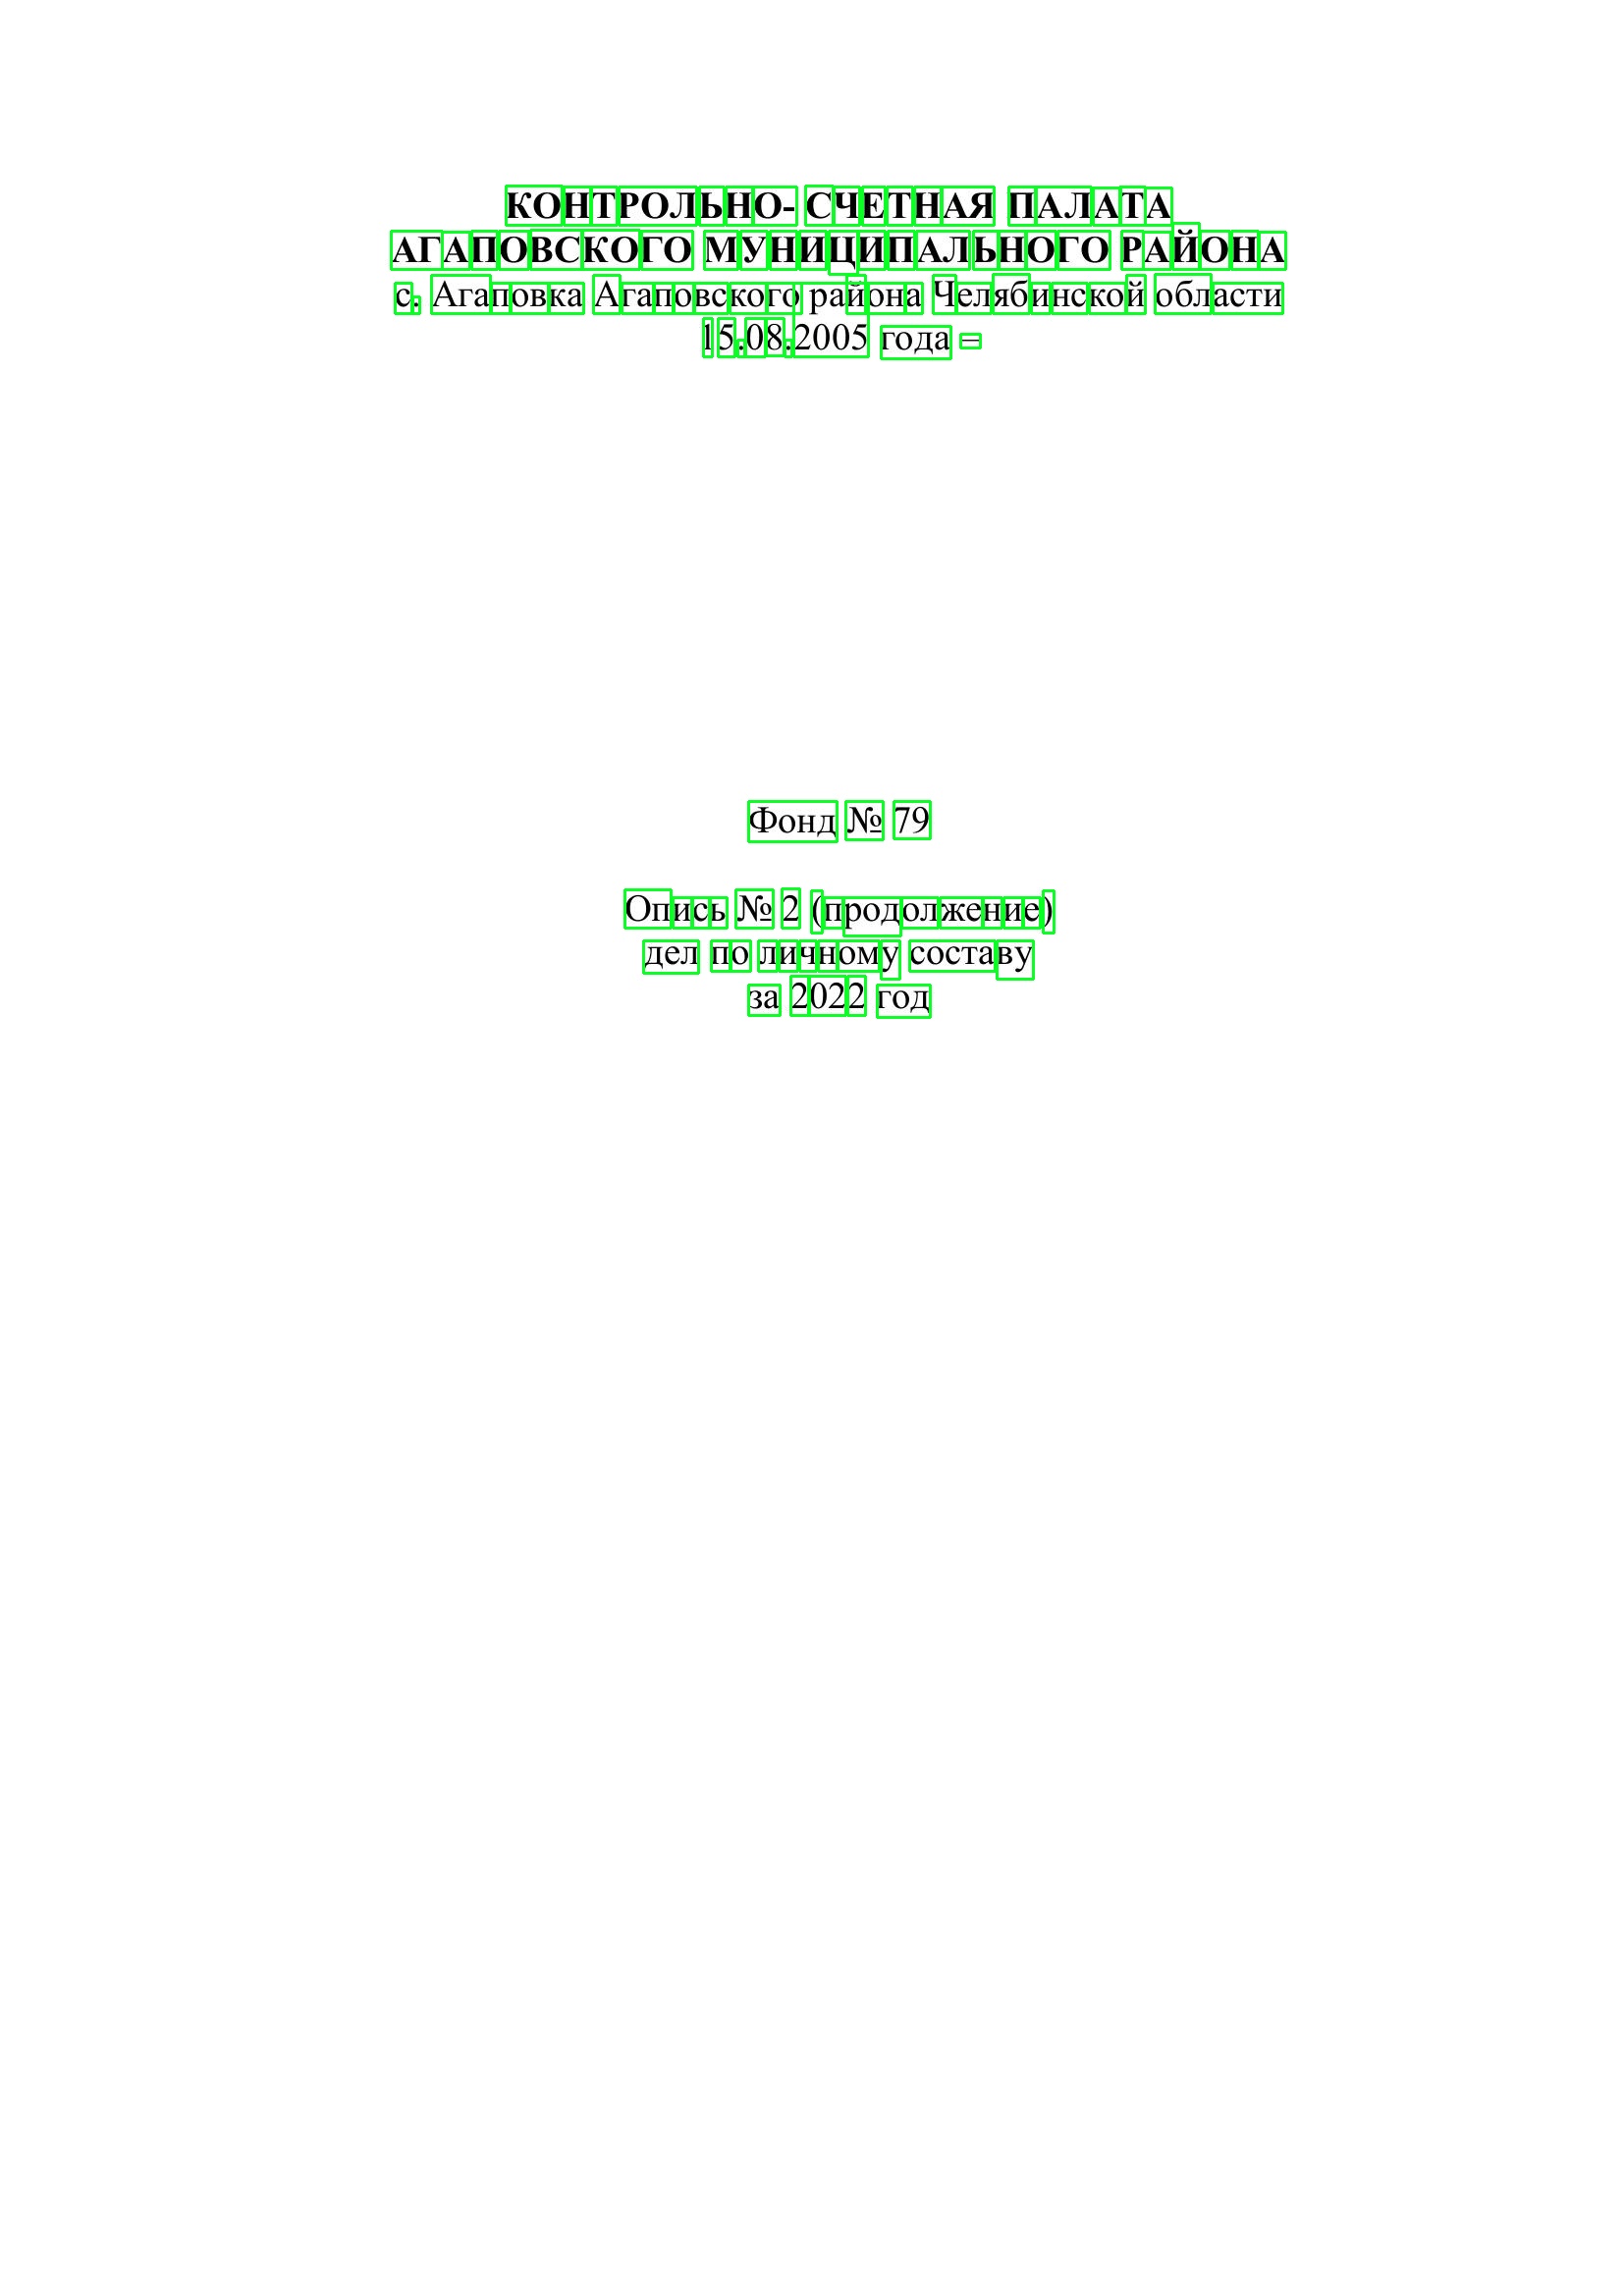 КОНТРОЛЬНО- СЧЕТНАЯ ПАЛАТА
АГАПОВСКОГО МУНИЦИПАЛЬНОГО РАЙОНА
с. Агаповка Агаповского района Челябинской области
15.08.2005 года –
Фонд № 79
Опись № 2 (продолжение)
дел по личному составу
за 2022 год